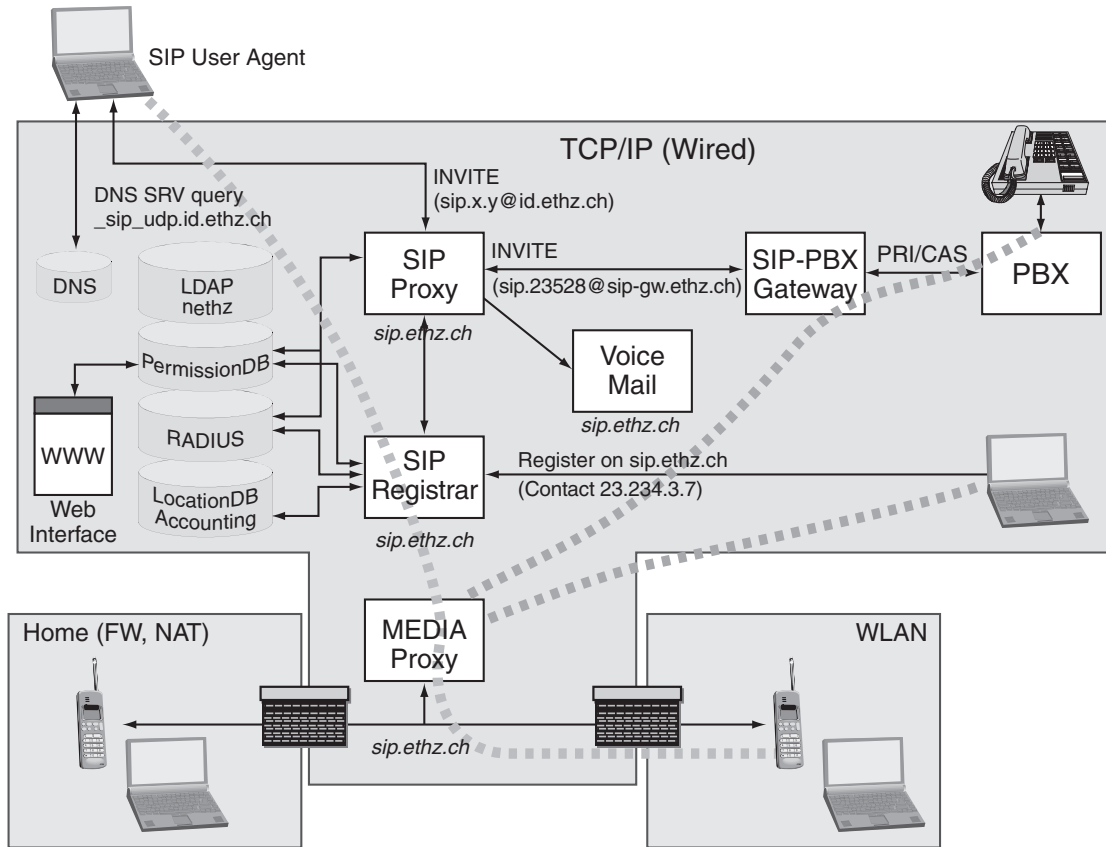 SIP User Agent
TCP/IP (Wired)
DNS SRV query
_sip_udp.id.ethz.ch
INVITE
(sip.x.y@id.ethz.ch)
DNS
LDAP
nethz
SIP
Proxy
sip.ethz.ch
INVITE
(sip.23528@sip-gw.ethz.ch)
SIP-PBX
Gateway
PRI/CAS
PBX
PermissionDB
Voice
Mail
sip.ethz.ch
WWW
Web
Interface
RADIUS
LocationDB
Accounting
SIP
Registrar
sip.ethz.ch
Register on sip.ethz.ch
(Contact 23.234.3.7)
Home (FW, NAT)
MEDIA
Proxy
WLAN
sip.ethz.ch